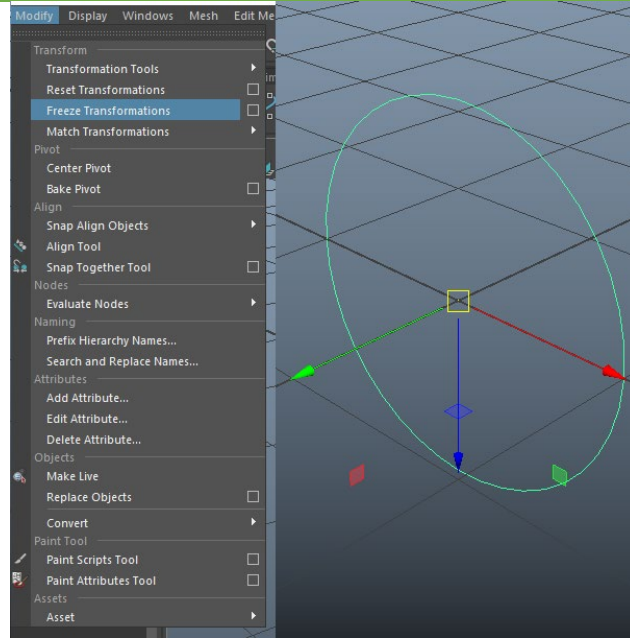 Modify Display Windows Mesh Edit Me
Transform
Transformation Tools
Reset Transformations
Freeze Transformations
Match Transformations
Pivot
Center Pivot
Bake Pivot
Align
Snap Align Objects
Align Tool
Snap Together Tool
Nodes
Evaluate Nodes
Naming
Prefix Hierarchy Names...
Search and Replace Names...
Attributes
Add Attribute...
Edit Attribute...
Delete Attribute...
Objects
Make Live
Replace Objects
Convert
Paint Tool
Paint Scripts Tool
Paint Attributes Tool
Assets
Asset